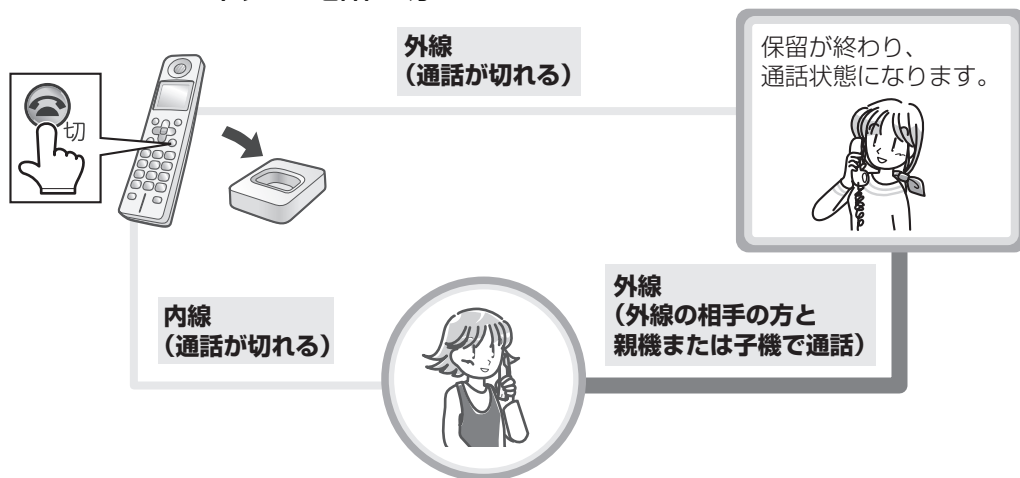 外線
(通話が切れる)
保留が終わり、
通話状態になります。
切
内線
(通話が切れる)
外線
(外線の相手の方と
親機または子機で通話)